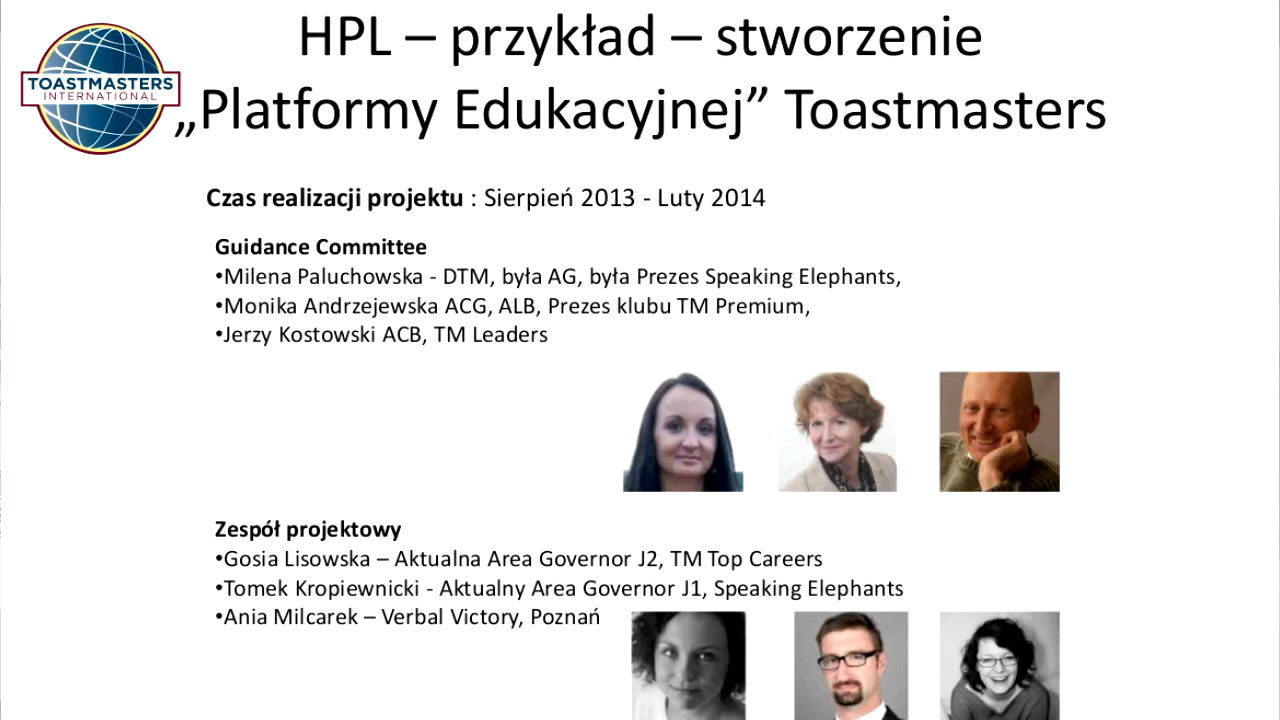 HPL – przykład – stworzenie
„Platformy Edukacyjnej” Toastmasters
TOASTMASTERS
INTERNATIONAL
Czas realizacji projektu : Sierpień 2013 - Luty 2014
Guidance Committee
•Milena Paluchowska - DTM, była AG, była Prezes Speaking Elephants,
•Monika Andrzejewska ACG, ALB, Prezes klubu TM Premium,
•Jerzy Kostowski ACB, TM Leaders
Zespół projektowy
•Gosia Lisowska – Aktualna Area Governor J2, TM Top Careers
•Tomek Kropiewnicki - Aktualny Area Governor J1, Speaking Elephants
•Ania Milcarek – Verbal Victory, Poznań